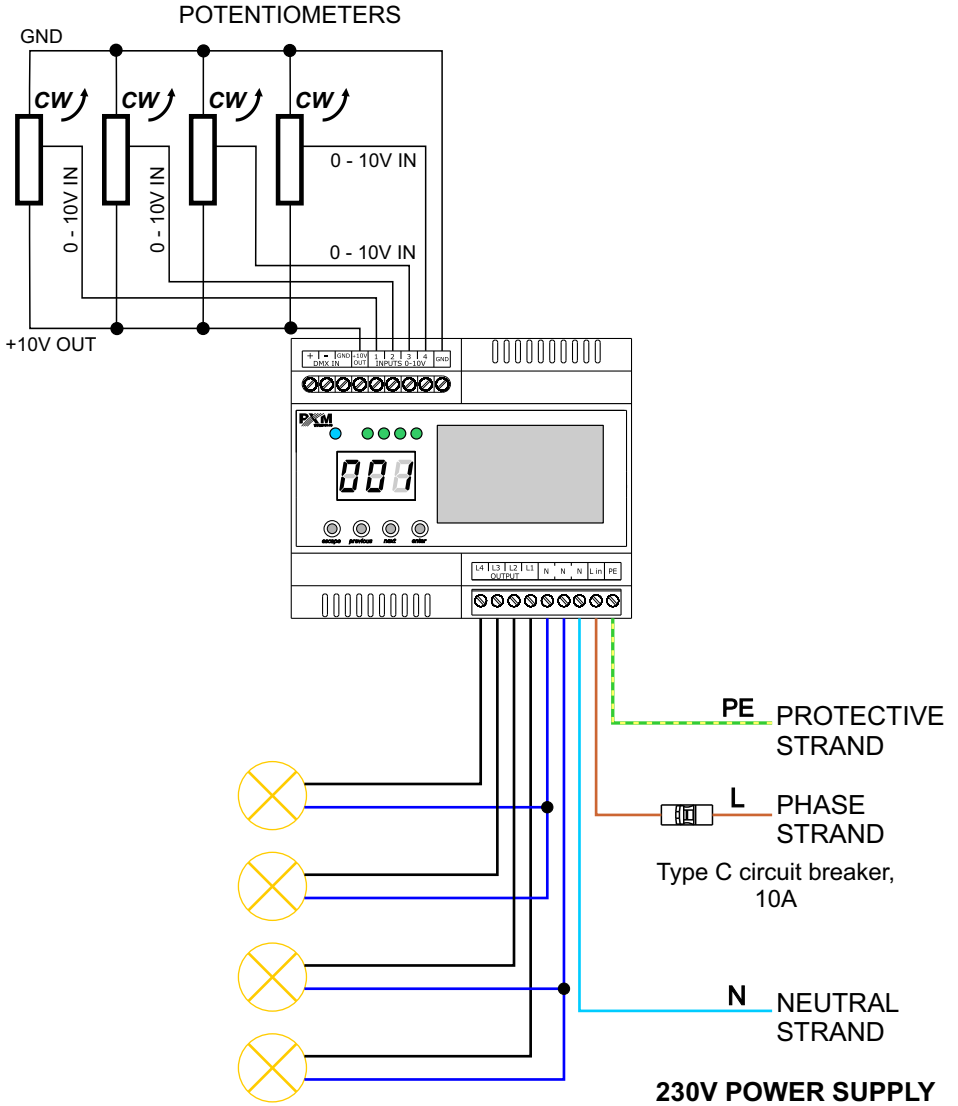 POTENTIOMETERS
GND
CW CW CW CW
0 - 10V IN
0 - 10V IN
0 - 10V IN
0 - 10V IN
+10V OUT
+ - GND +10V 1 2 3 4 GND
DMX IN OUT INPUTS 0-10V
PXM
001
escape previous next enter
L4 L3 L2 L1 N N N L in PE
OUTPUT
PE PROTECTIVE
STRAND
L PHASE
STRAND
Type C circuit breaker,
10A
N NEUTRAL
STRAND
230V POWER SUPPLY